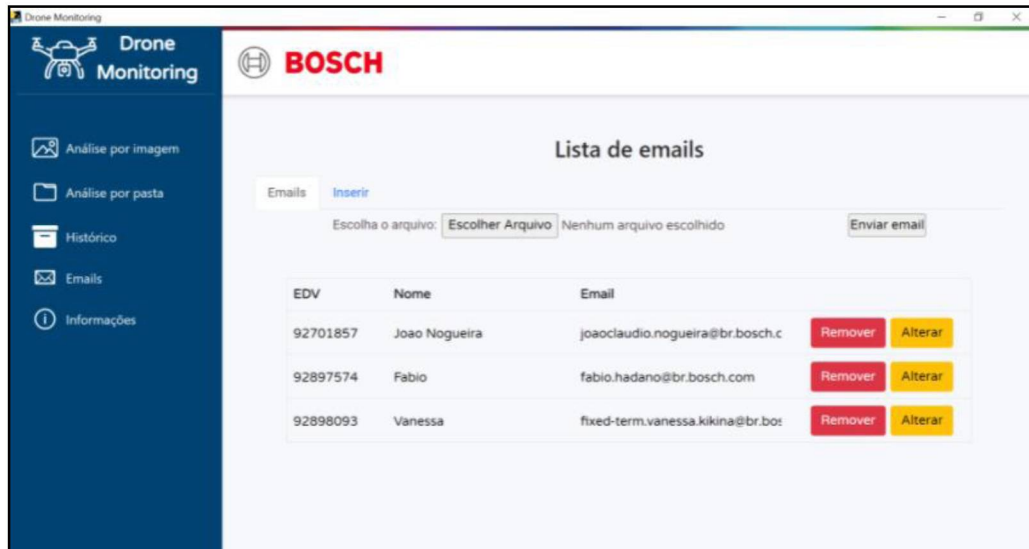 Drone Monitoring
Drone
Monitoring
BOSCH
Análise por imagem
Análise por pasta
Histórico
Emails
Informações
Lista de emails
Emails Inserir
Escolha o arquivo: Escolher Arquivo Nenhum arquivo escolhido Enviar email
EDV Nome Email
92701857 Joao Nogueira joaoclaudio.nogueira@br.bosch.c Remover Alterar
92897574 Fabio fabio.hadano@br.bosch.com Remover Alterar
92898093 Vanessa fixed-term.vanessa.kikina@br.bos Remover Alterar